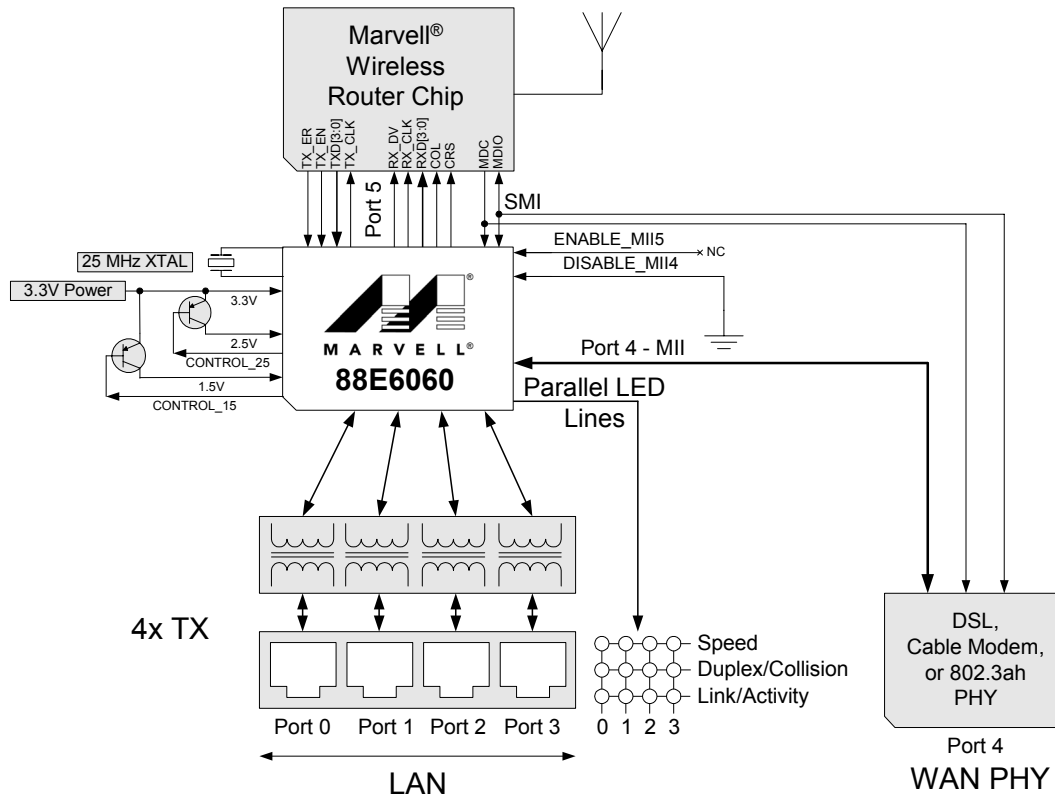 Marvell®
Wireless
Router Chip
TX_ER
TX_EN
TXD[3:0]
TX_CLK
RX_DV
RX_CLK
RXD[3:0]
COL
CRS
MDC
MDIO
Port 5
SMI
25 MHz XTAL
3.3V Power
3.3V
2.5V
CONTROL_25
1.5V
CONTROL_15
ENABLE_MII5
NC
DISABLE_MII4
®
MARVELL®
88E6060
Port 4 - MII
Parallel LED
Lines
4x TX
Speed
Duplex/Collision
Link/Activity
0 1 2 3
Port 0 Port 1 Port 2 Port 3
LAN
DSL,
Cable Modem,
or 802.3ah
PHY
Port 4
WAN PHY